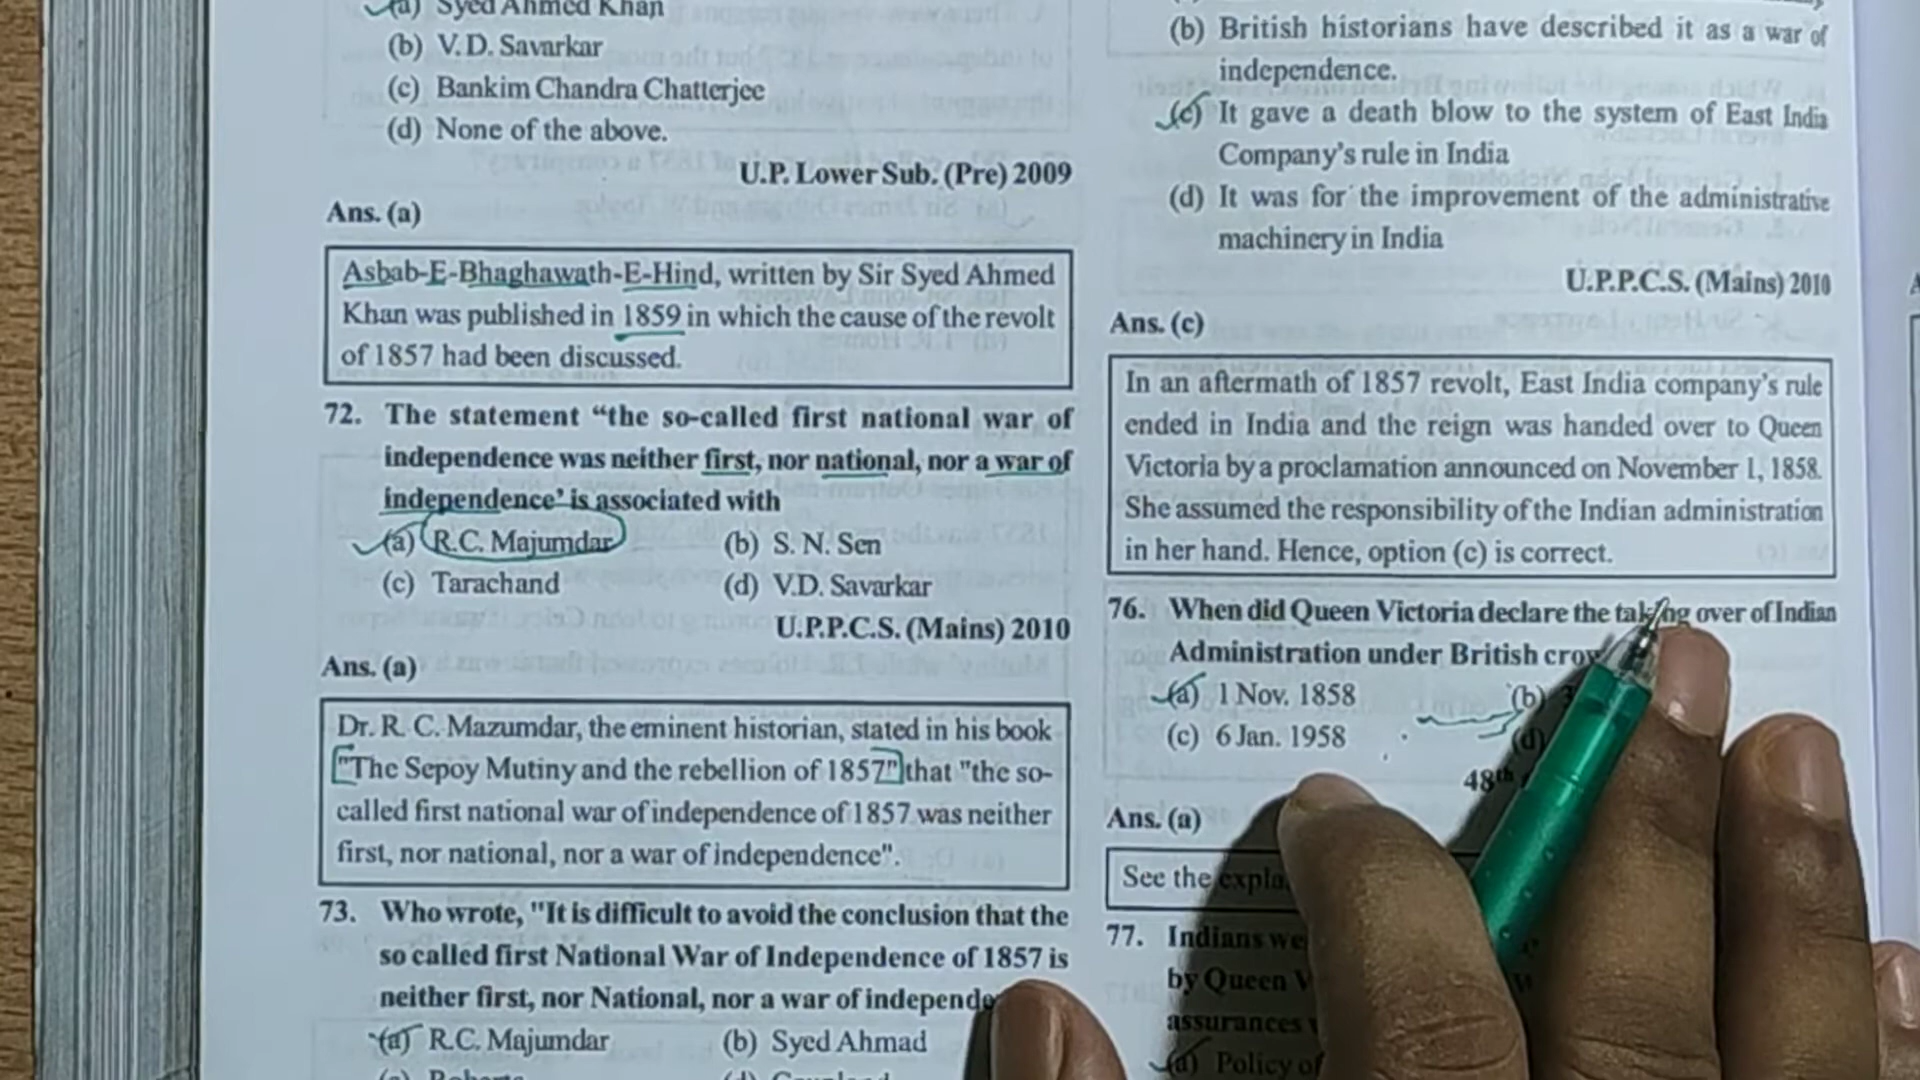 (a) Syed Ahmed Khan
(b) V.D. Savarkar
(c) Bankim Chandra Chatterjee
(d) None of the above.
U.P. Lower Sub. (Pre) 2009
Ans. (a)
Asbab-E-Bhaghawath-E-Hind, written by Sir Syed Ahmed
Khan was published in 1859 in which the cause of the revolt
of 1857 had been discussed.
72. The statement “the so-called first national war of
independence was neither first, nor national, nor a war of
independence’ is associated with
(a) R.C. Majumdar (b) S. N. Sen
(c) Tarachand (d) V.D. Savarkar
U.P.P.C.S. (Mains) 2010
Ans. (a)
Dr. R. C. Mazumdar, the eminent historian, stated in his book
"The Sepoy Mutiny and the rebellion of 1857" that "the so-
called first national war of independence of 1857 was neither
first, nor national, nor a war of independence".
73. Who wrote, "It is difficult to avoid the conclusion that the
so called first National War of Independence of 1857 is
neither first, nor National, nor a war of
(a) R.C. Majumdar (b) Syed Ahmad
(b) British historians have described it as a war of
independence.
(c) It gave a death blow to the system of East India
Company’s rule in India
(d) It was for the improvement of the administrative
machinery in India
U.P.P.C.S. (Mains) 2010
Ans. (c)
In an aftermath of 1857 revolt, East India company’s rule
ended in India and the reign was handed over to Queen
Victoria by a proclamation announced on November 1, 1858.
She assumed the responsibility of the Indian administration
in her hand. Hence, option (c) is correct.
76. When did Queen Victoria declare the taking over of Indian
Administration under British
(a) 1 Nov. 1858 (b)
(c) 6 Jan. 1958 (d)
48th
Ans. (a)
See the
77. Indians
by Queen
assurances
(a) Policy of